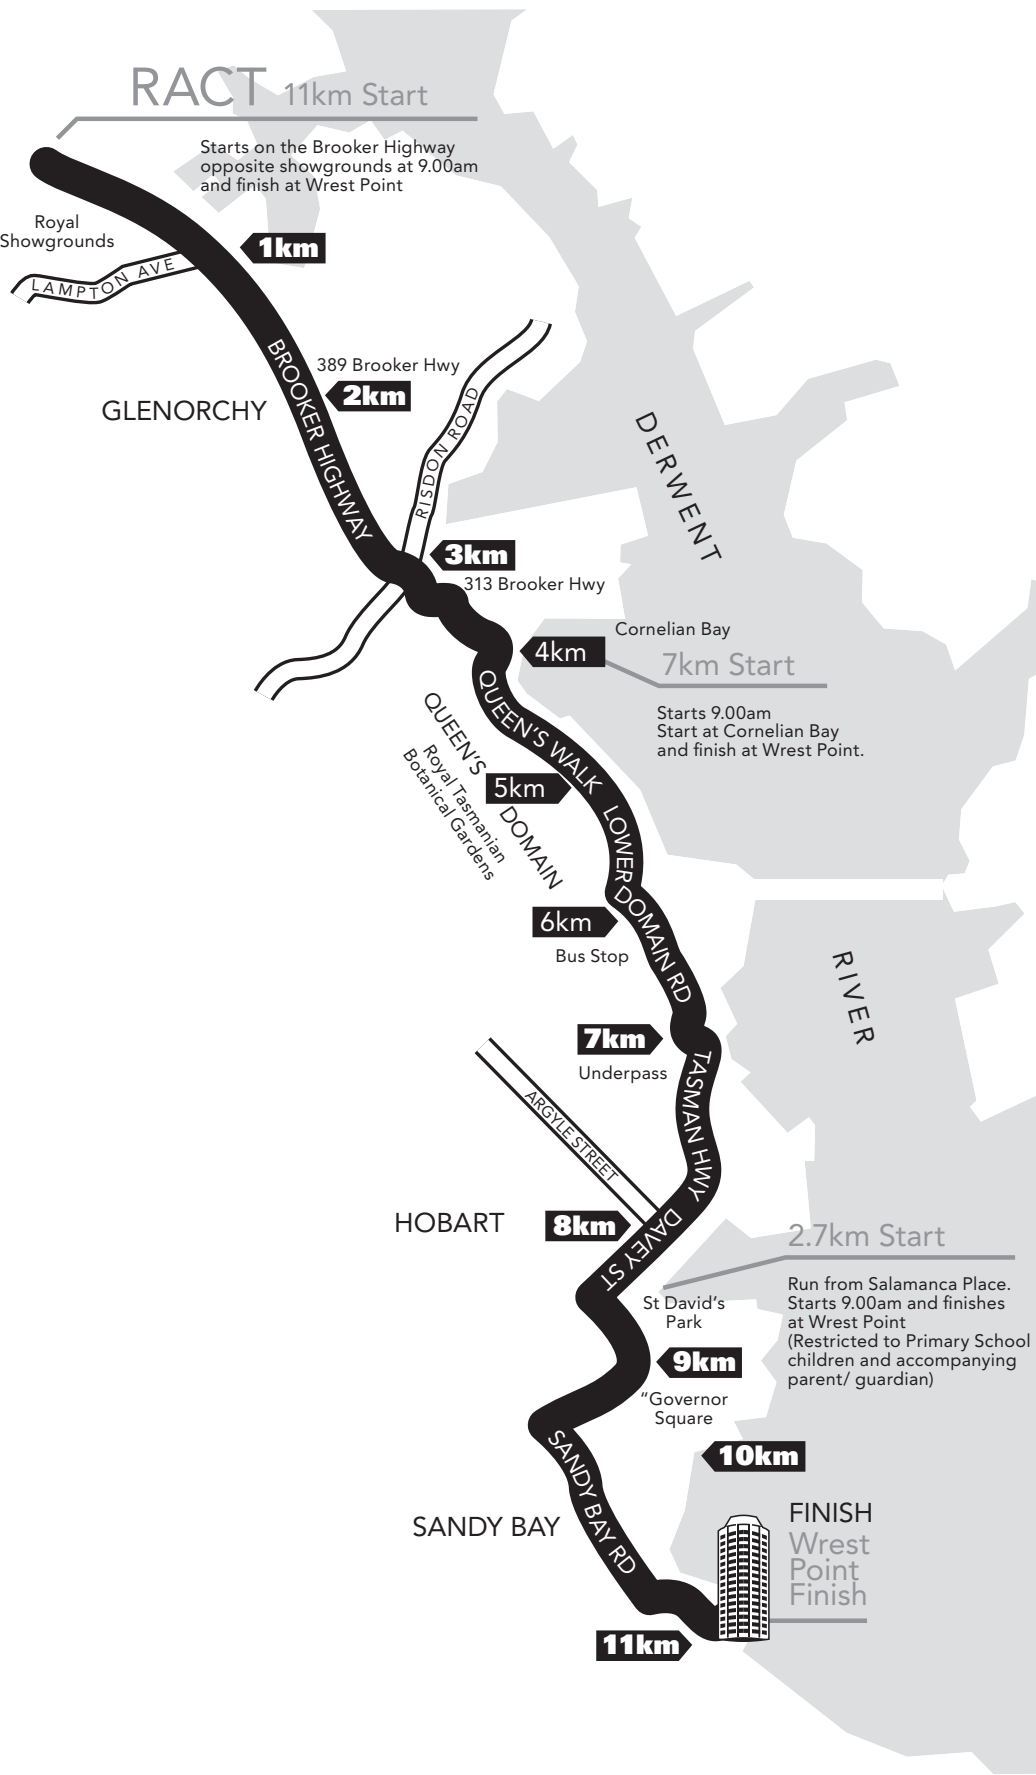 RACT 11km Start
Starts on the Brooker Highway
opposite showgrounds at 9.00am
and finish at Wrest Point
Royal
Showgrounds
1km
LAMPTON AVE
BROOKER HIGHWAY
389 Brooker Hwy
2km
GLENORCHY
RISDON ROAD
DERWENT
3km
313 Brooker Hwy
Cornelian Bay
4km
7km Start
Starts 9.00am
Start at Cornelian Bay
and finish at Wrest Point.
QUEEN'S WALK
QUEEN'S
DOMAIN
Royal Tasmanian
Botanical Gardens
5km
LOWER DOMAIN RD
6km
Bus Stop
RIVER
7km
Underpass
TASMAN HWY
ARGYLE STREET
HOBART
8km
DAVEY ST
2.7km Start
Run from Salamanca Place.
Starts 9.00am and finishes
at Wrest Point
(Restricted to Primary School
children and accompanying
parent/ guardian)
St David's
Park
9km
"Governor
Square
10km
SANDY BAY RD
SANDY BAY
FINISH
Wrest
Point
Finish
11km